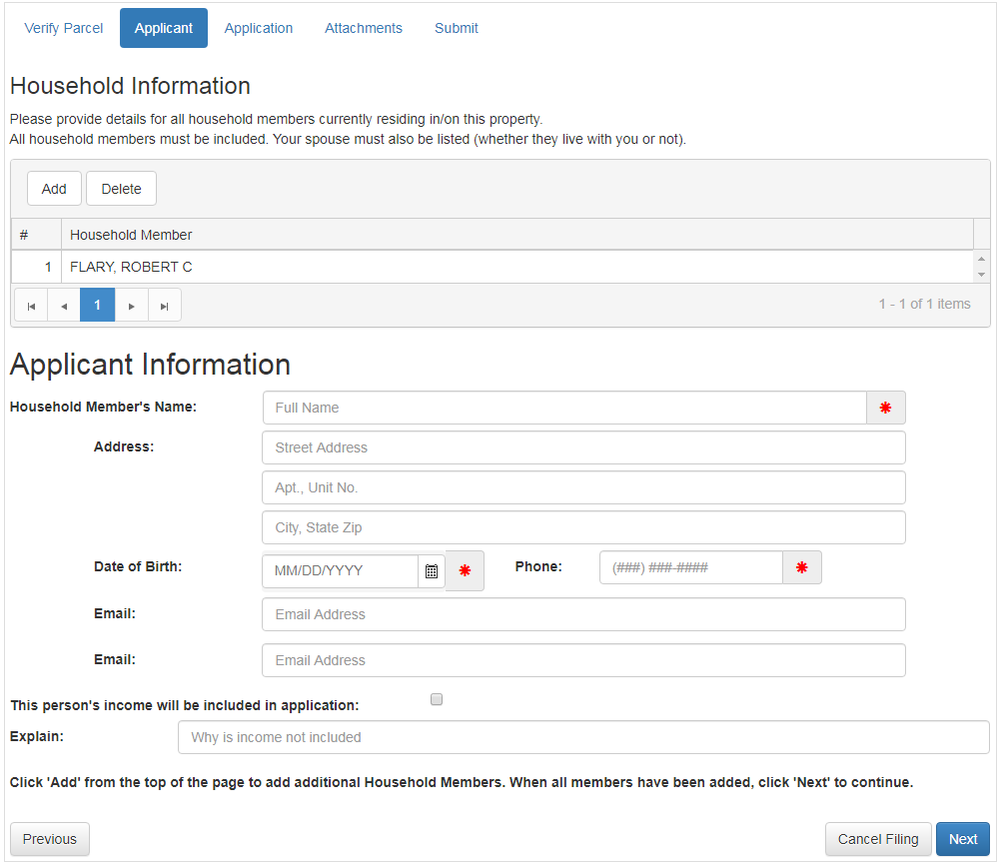 Verify Parcel Applicant Application Attachments Submit
Household Information
Please provide details for all household members currently residing in/on this property.
All household members must be included. Your spouse must also be listed (whether they live with you or not).
Add Delete
# Household Member
1 FLARY, ROBERT C
1 1 - 1 of 1 items
Applicant Information
Household Member's Name: Full Name *
Address: Street Address
Apt., Unit No.
City, State Zip
Date of Birth: MM/DD/YYYY * Phone: (###) ###-#### *
Email: Email Address
Email: Email Address
This person's income will be included in application:
Explain: Why is income not included
Click 'Add' from the top of the page to add additional Household Members. When all members have been added, click 'Next' to continue.
Previous Cancel Filing Next